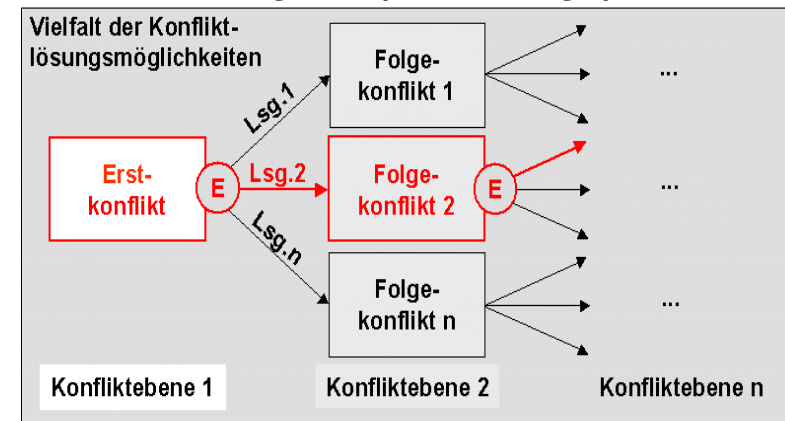 Vielfalt der Konflikt-
lösungsmöglichkeiten
Folge-
konflikt 1
...
Lsg.1
Erst-
konflikt
E
Lsg.2
Folge-
konflikt 2
E
...
Lsg.n
Folge-
konflikt n
...
Konfliktebene 1
Konfliktebene 2
Konfliktebene n